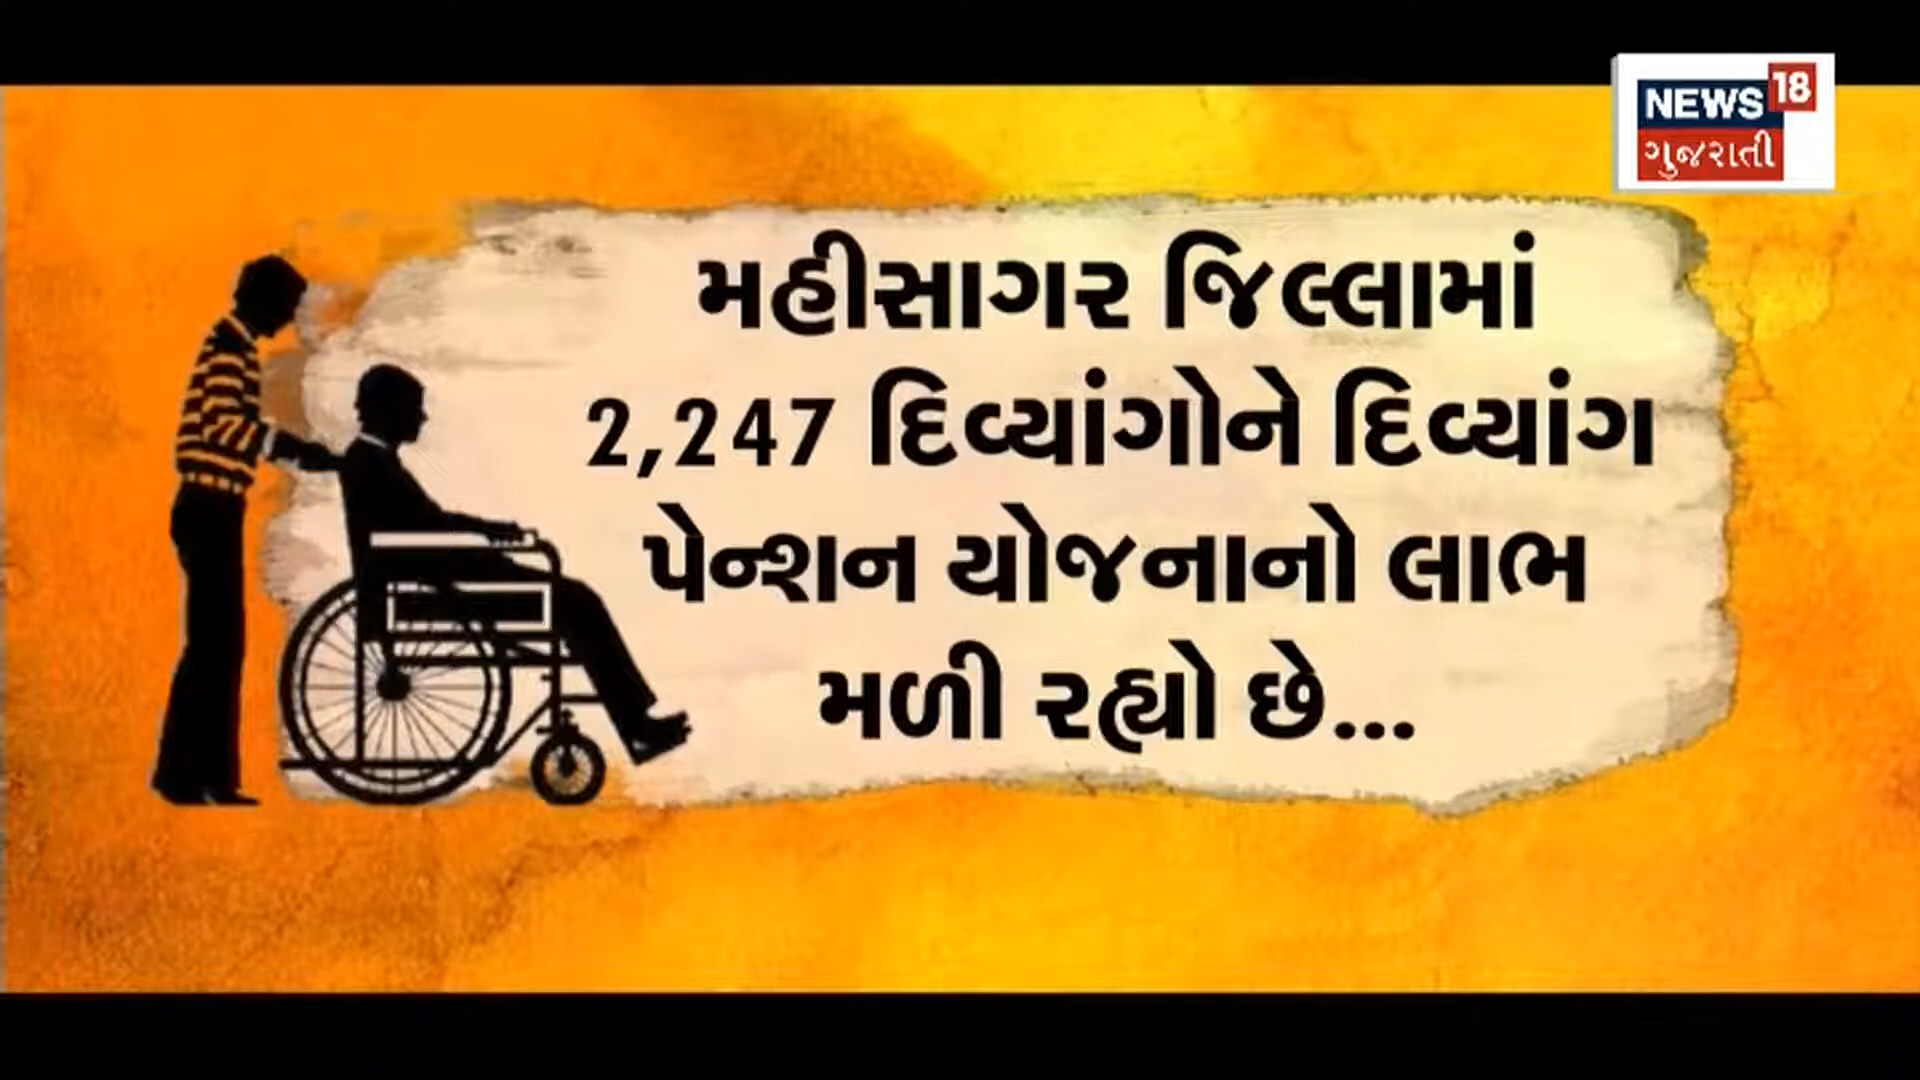 NEWS 18
ગુજરાતી
મહીસાગર જિલ્લામાં
2,247 દિવ્યાંગોને દિવ્યાંગ
પેન્શન યોજનાનો લાભ
મળી રહ્યો છે...